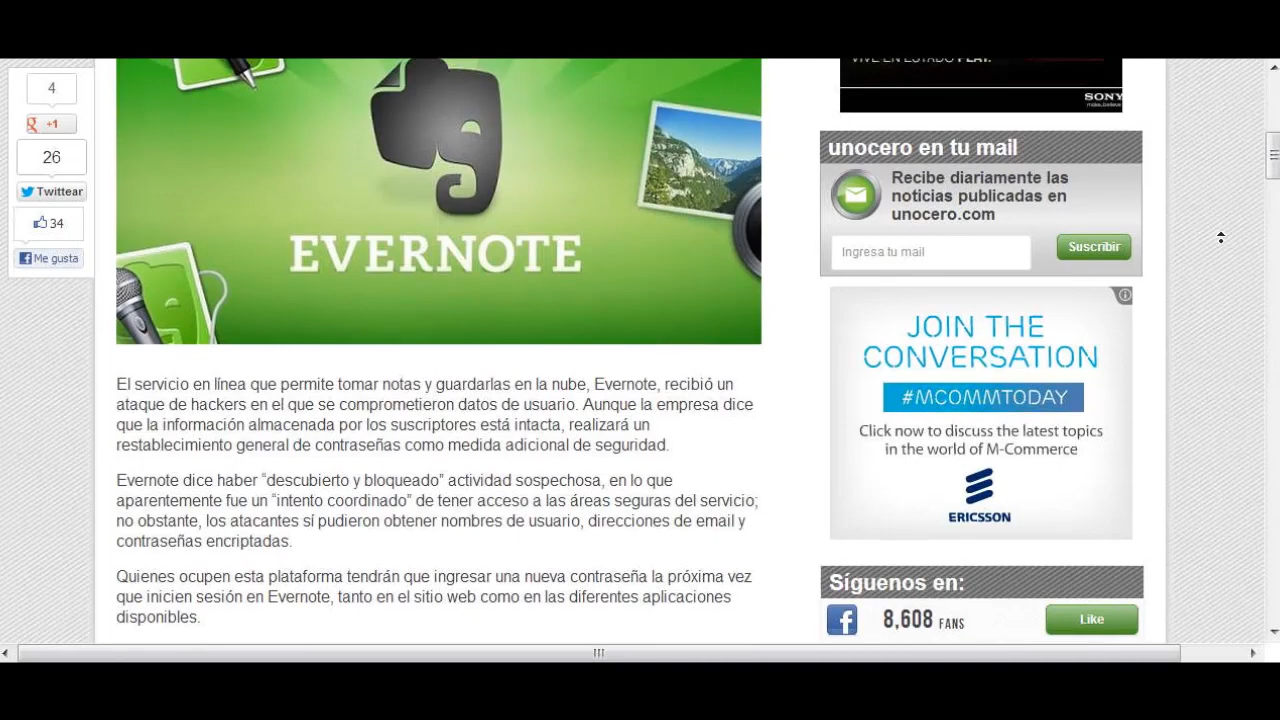 4
+1
26
Twittear
34
Me gusta
EVERNOTE
El servicio en línea que permite tomar notas y guardarlas en la nube, Evernote, recibió un
ataque de hackers en el que se comprometieron datos de usuario. Aunque la empresa dice
que la información almacenada por los suscriptores está intacta, realizará un
restablecimiento general de contraseñas como medida adicional de seguridad.
Evernote dice haber “descubierto y bloqueado” actividad sospechosa, en lo que
aparentemente fue un “intento coordinado” de tener acceso a las áreas seguras del servicio;
no obstante, los atacantes sí pudieron obtener nombres de usuario, direcciones de email y
contraseñas encriptadas.
Quienes ocupen esta plataforma tendrán que ingresar una nueva contraseña la próxima vez
que inicien sesión en Evernote, tanto en el sitio web como en las diferentes aplicaciones
disponibles.
VIVE EN ESTADO PLAY.
SONY
make.believe
unocero en tu mail
Recibe diariamente las
noticias publicadas en
unocero.com
Ingresa tu mail
Suscribir
JOIN THE
CONVERSATION
#MCOMMTODAY
Click now to discuss the latest topics
in the world of M-Commerce
ERICSSON
Síguenos en:
8,608 FANS
Like